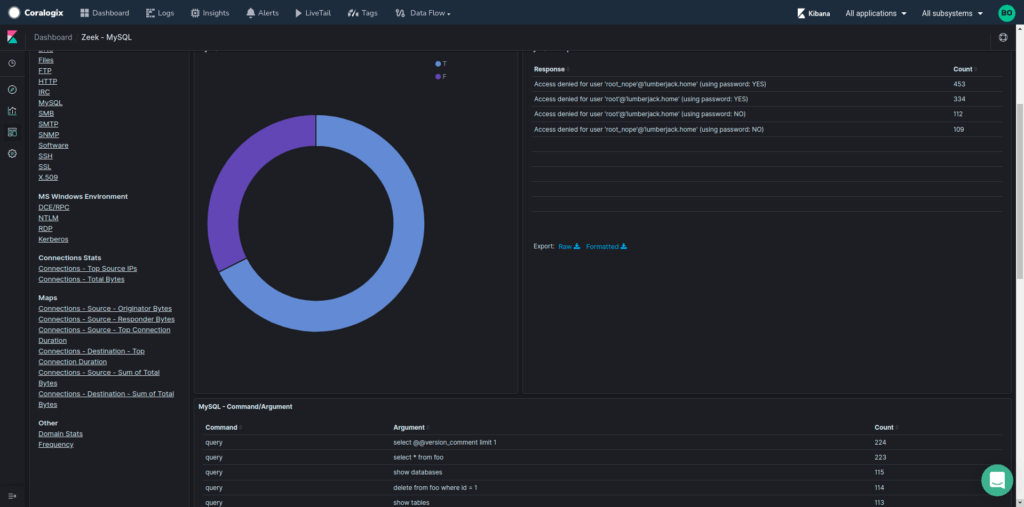 Coralogix
Dashboard
Logs
Insights
Alerts
LiveTail
Tags
Data Flow
Kibana
All applications
All subsystems
BO
Dashboard
Zeek - MySQL
Files
FTP
HTTP
IRC
MySQL
SMB
SMTP
SNMP
Software
SSH
SSL
X.509
MS Windows Environment
DCE/RPC
NTLM
RDP
Kerberos
Connections Stats
Connections - Top Source IPs
Connections - Total Bytes
Maps
Connections - Source - Originator Bytes
Connections - Source - Responder Bytes
Connections - Source - Top Connection
Duration
Connections - Destination - Top
Connection Duration
Connections - Source - Sum of Total
Bytes
Connections - Destination - Sum of Total
Bytes
Other
Domain Stats
Frequency
T
F
Response Count
Access denied for user 'root_nope'@'lumberjack.home' (using password: YES) 453
Access denied for user 'root'@'lumberjack.home' (using password: YES) 334
Access denied for user 'root'@'lumberjack.home' (using password: NO) 112
Access denied for user 'root_nope'@'lumberjack.home' (using password: NO) 109
Export: Raw Formatted
MySQL - Command/Argument
Command Argument Count
query select @@version_comment limit 1 224
query select * from foo 223
query show databases 115
query delete from foo where id = 1 114
query show tables 113